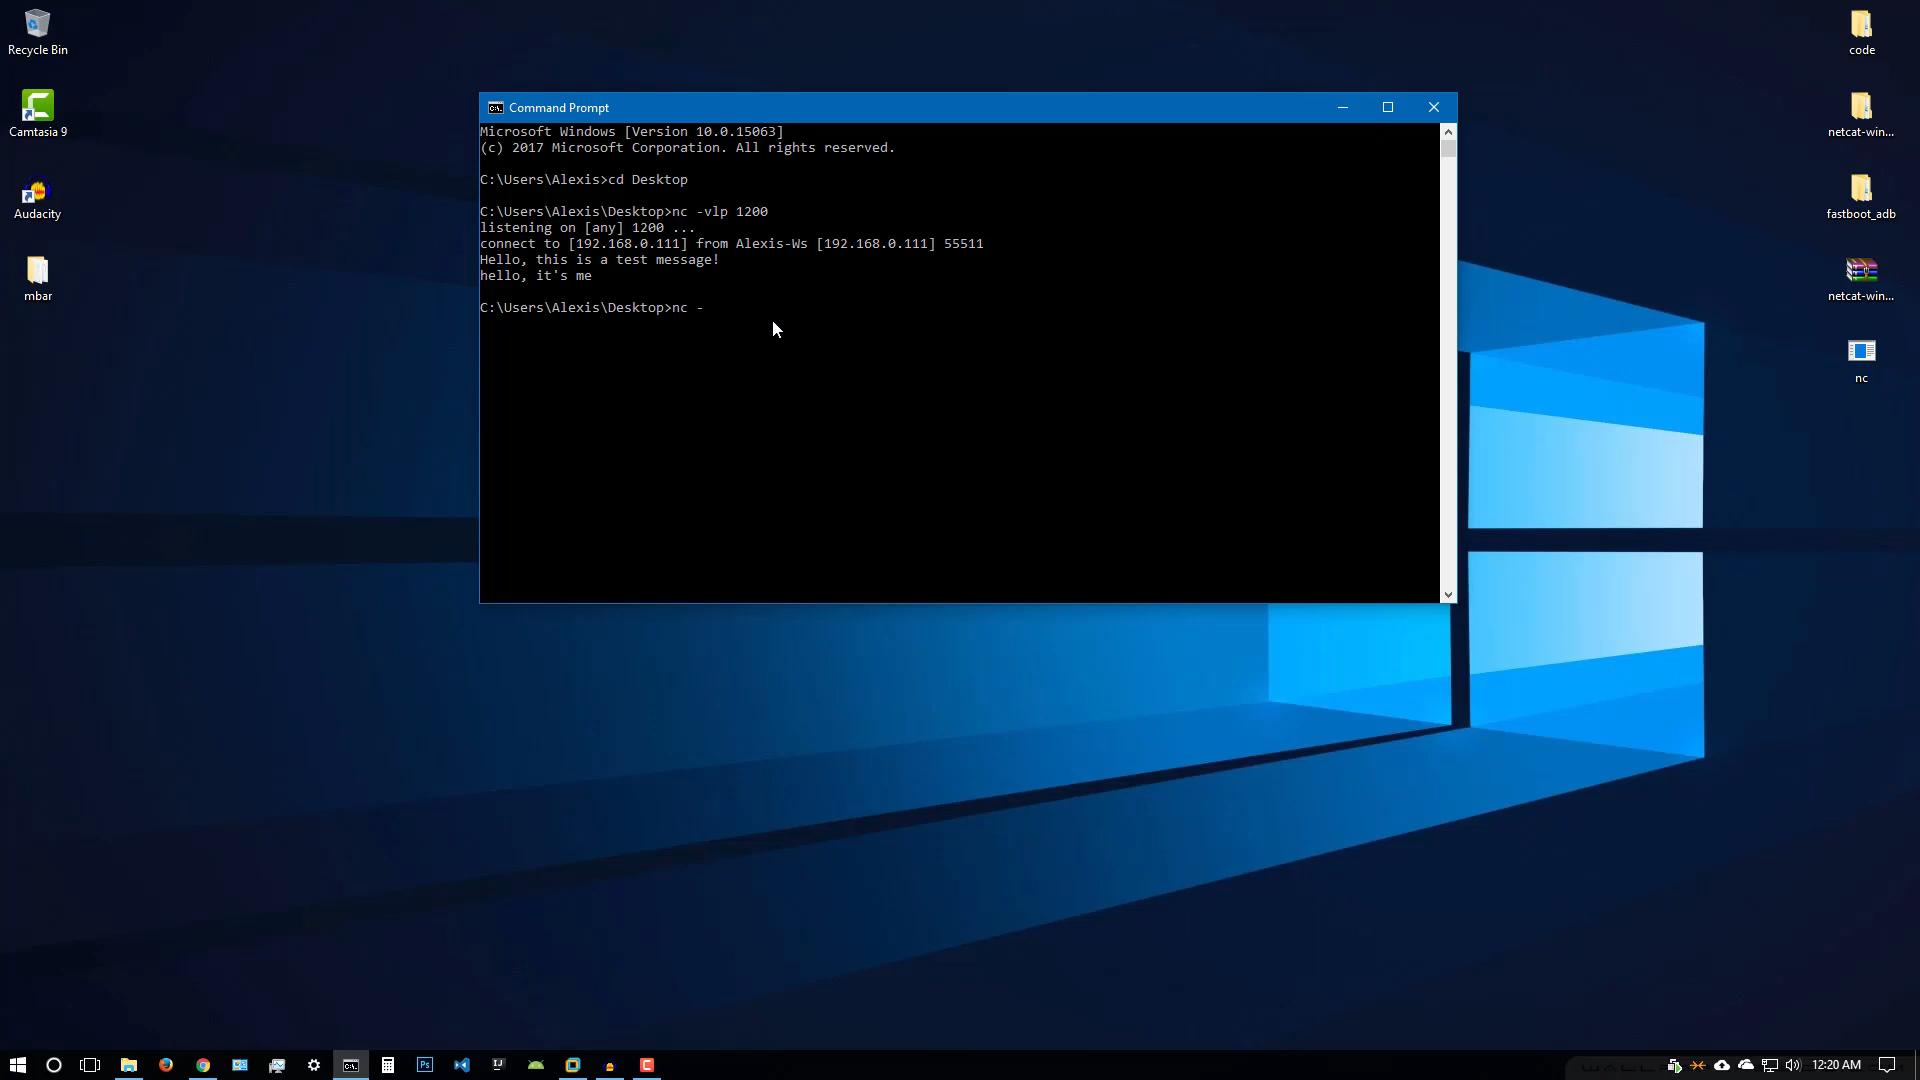 Recycle Bin
Camtasia 9
Audacity
mbar
Command Prompt
Microsoft Windows [Version 10.0.15063]
(c) 2017 Microsoft Corporation. All rights reserved.
C:\Users\Alexis>cd Desktop
C:\Users\Alexis\Desktop>nc -vlp 1200
listening on [any] 1200 ...
connect to [192.168.0.111] from Alexis-Ws [192.168.0.111] 55511
Hello, this is a test message!
hello, it's me
C:\Users\Alexis\Desktop>nc -
code
netcat-win...
fastboot_adb
netcat-win...
nc
12:20 AM